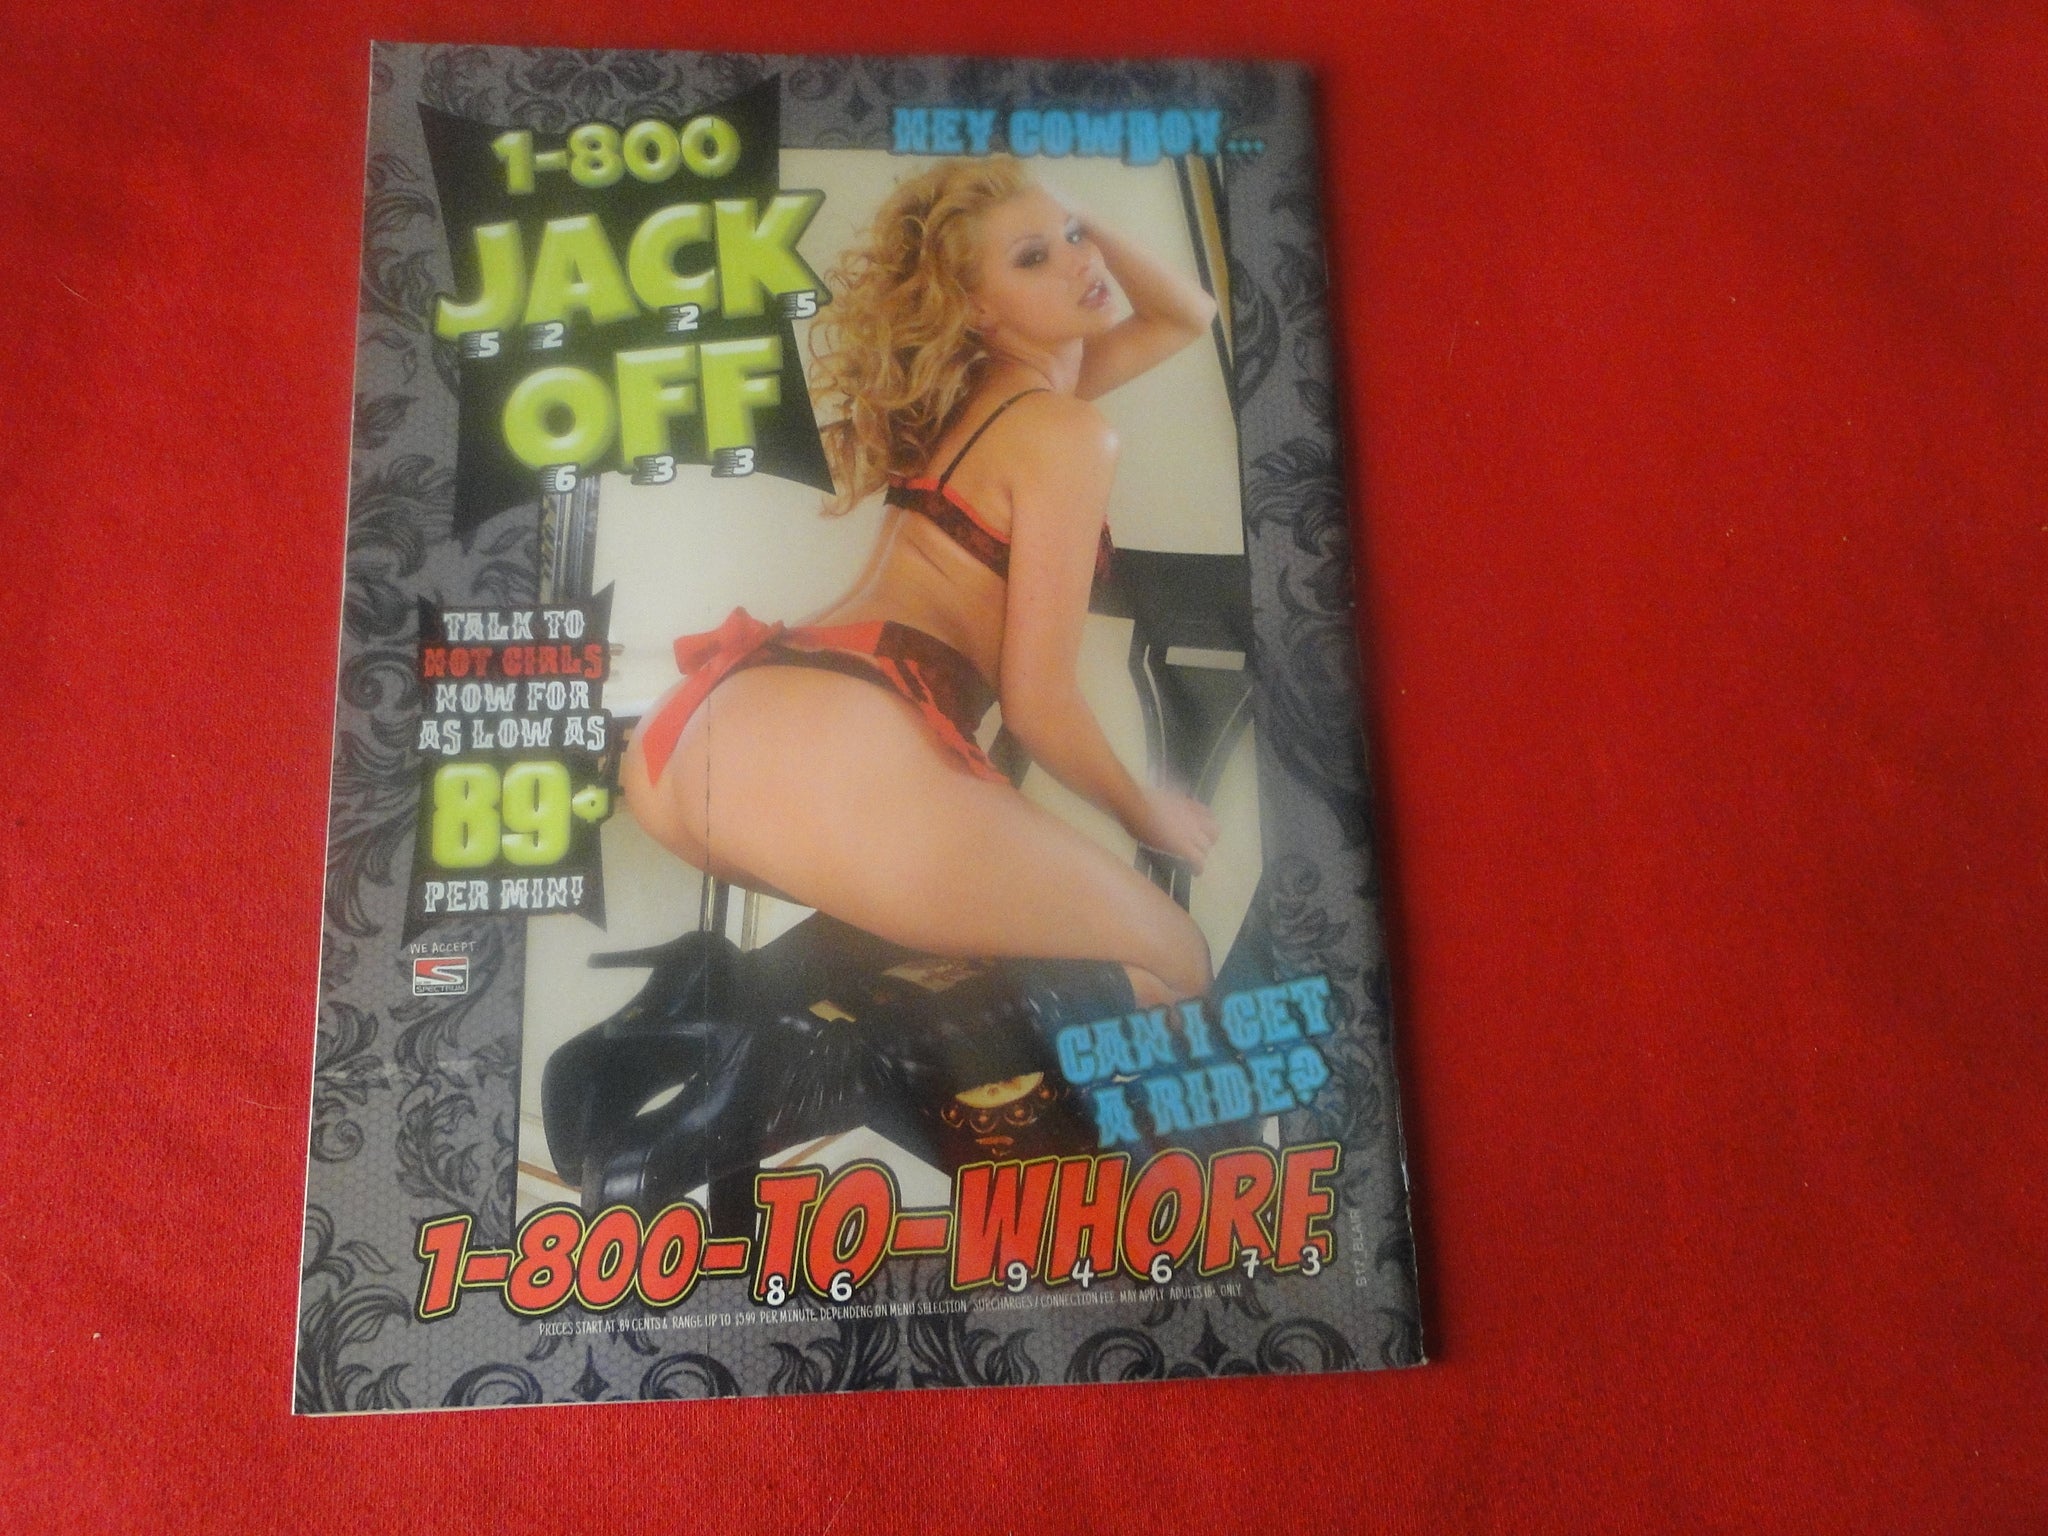 HEY COWBOY...
1-800
JACK
5 2 2 5
OFF
6 3 3
TALK TO
HOT GIRLS
NOW FOR
AS LOW AS
89¢
PER MIN!
WE ACCEPT
SPECTRUM
CAN I GET
A RIDE?
1-800-TO-WHORE
8 6 9 4 6 7 3
PRICES START AT .89 CENTS & RANGE UP TO $5.99 PER MINUTE, DEPENDING ON MENU SELECTION SURCHARGES / CONNECTION FEE MAY APPLY ADULTS 18+ ONLY
S17_BLAIR